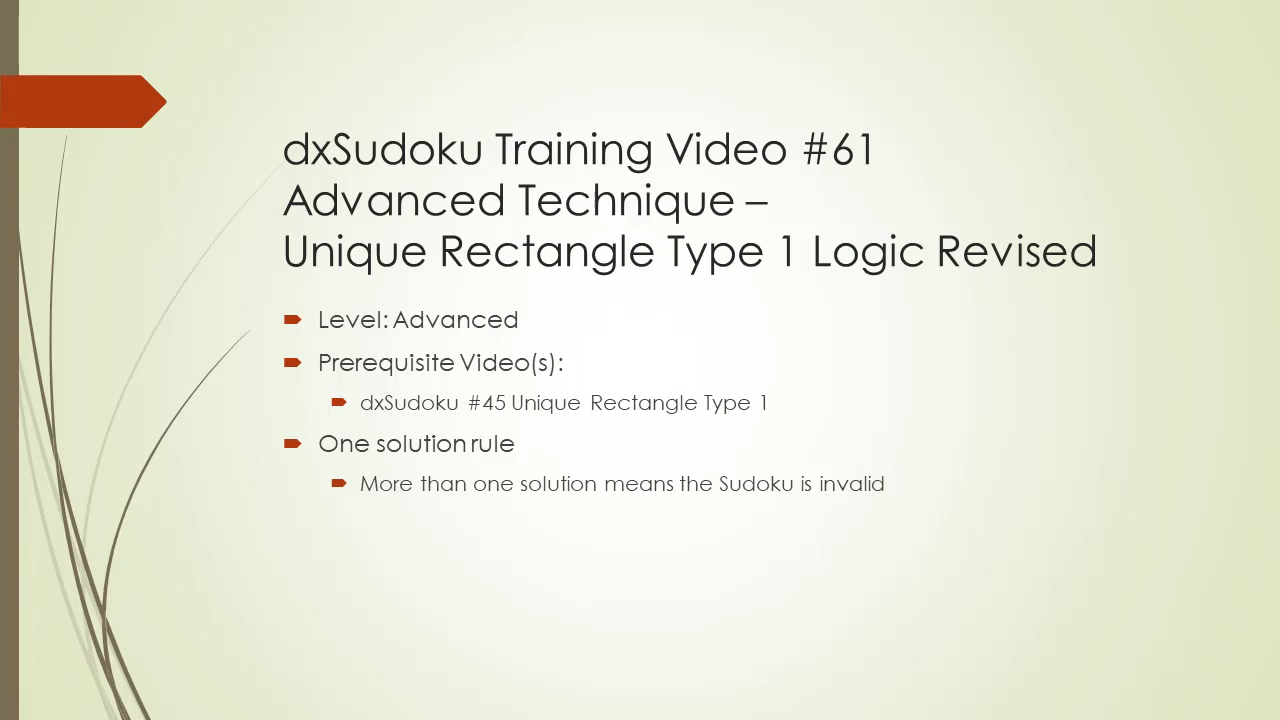 dxSudoku Training Video #61
Advanced Technique –
Unique Rectangle Type 1 Logic Revised
Level: Advanced
Prerequisite Video(s):
dxSudoku #45 Unique Rectangle Type 1
One solution rule
More than one solution means the Sudoku is invalid